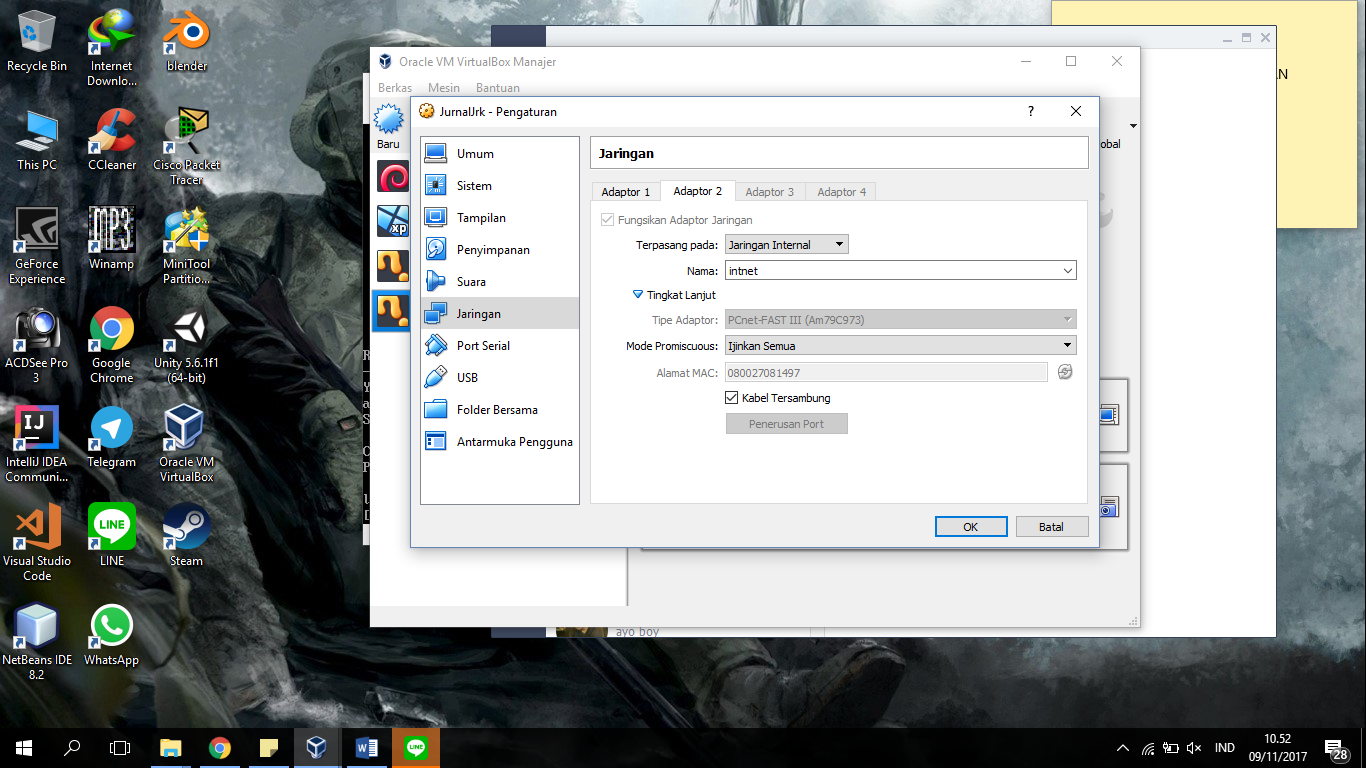 Recycle Bin
Internet
Downlo...
blender
This PC
CCleaner
Cisco Packet
Tracer
GeForce
Experience
MP3
Winamp
MiniTool
Partitio...
ACDSee Pro
3
Google
Chrome
Unity 5.6.1f1
(64-bit)
IJ
IntelliJ IDEA
Communi...
Telegram
Oracle VM
VirtualBox
Visual Studio
Code
LINE
LINE
Steam
NetBeans IDE
8.2
WhatsApp
AN
Oracle VM VirtualBox Manajer
Berkas Mesin Bantuan
Baru
obal
xp
JurnalJrk - Pengaturan
?
Umum
Sistem
Tampilan
Penyimpanan
Suara
Jaringan
Port Serial
USB
Folder Bersama
Antarmuka Pengguna
Jaringan
Adaptor 1 Adaptor 2 Adaptor 3 Adaptor 4
Fungsikan Adaptor Jaringan
Terpasang pada: Jaringan Internal
Nama: intnet
Tingkat Lanjut
Tipe Adaptor: PCnet-FAST III (Am79C973)
Mode Promiscuous: Ijinkan Semua
Alamat MAC: 080027081497
Kabel Tersambung
Penerusan Port
OK Batal
ayo boy
LINE
IND
10.52
09/11/2017
28